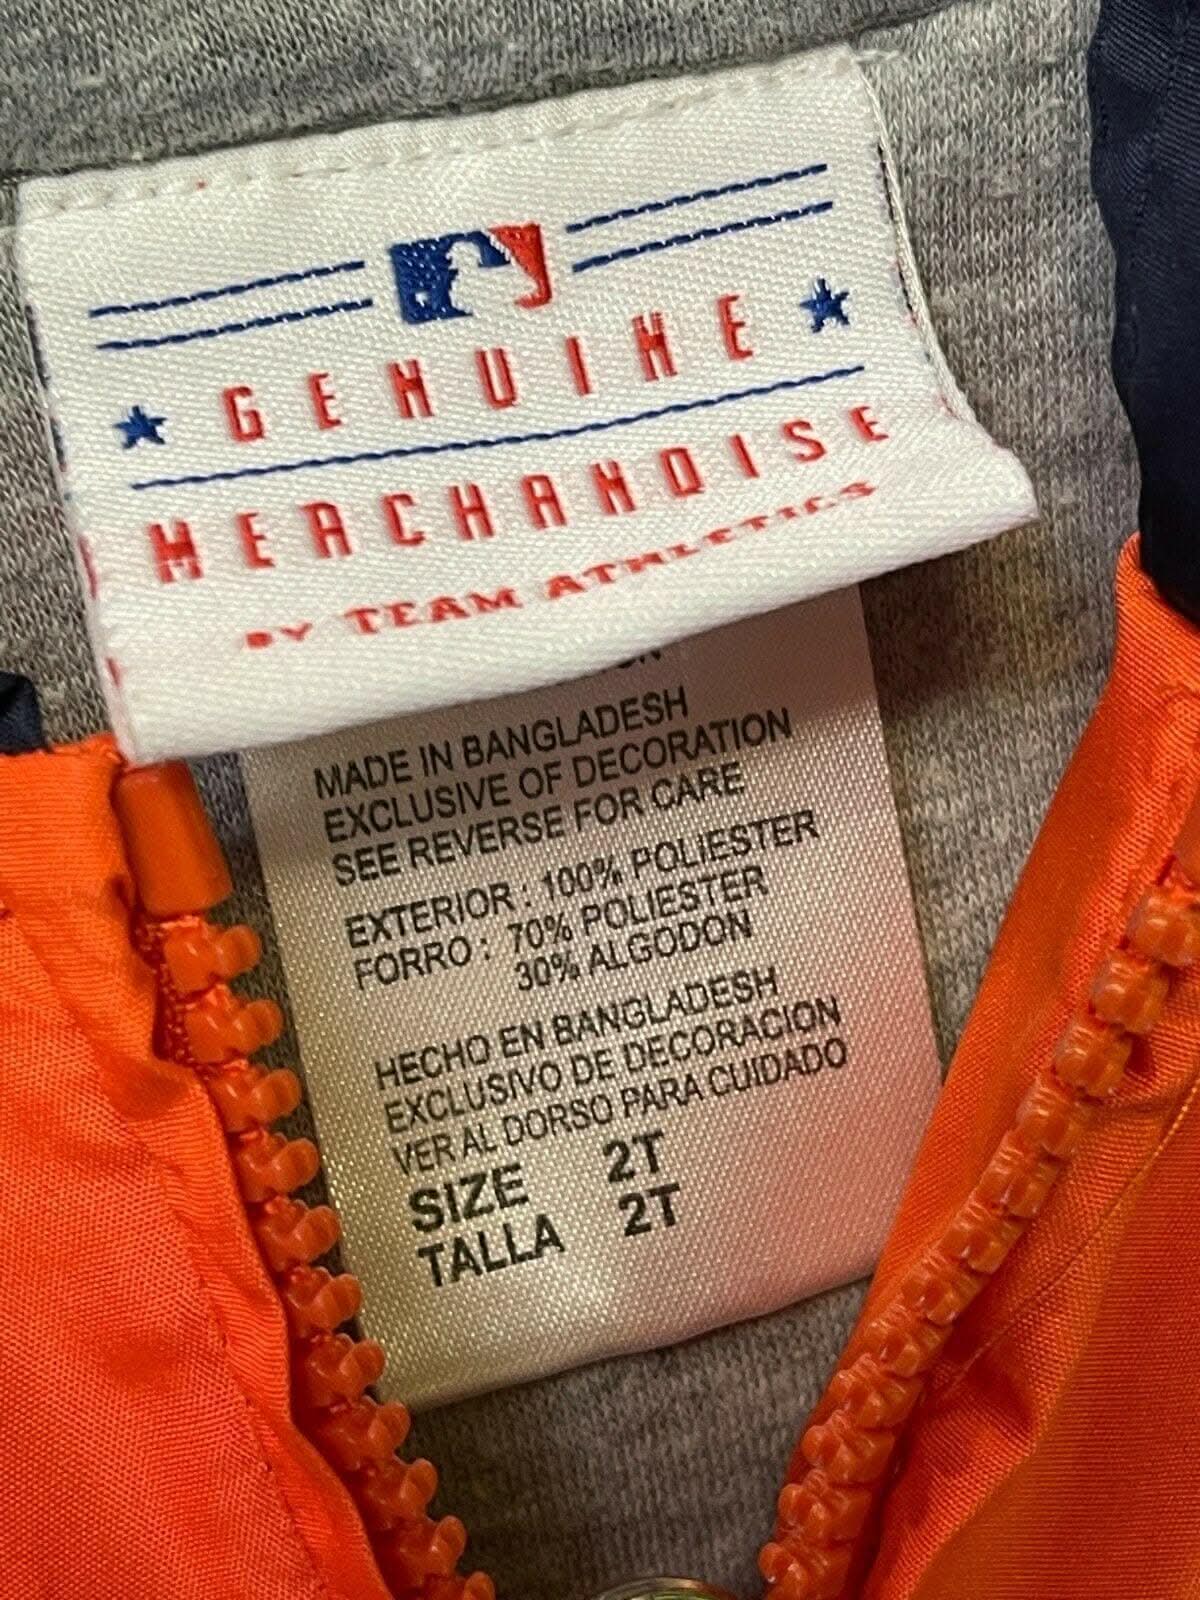 GENUINE
MERCHANDISE
BY TEAM ATHLETICS
MADE IN BANGLADESH
EXCLUSIVE OF DECORATION
SEE REVERSE FOR CARE
EXTERIOR : 100% POLIESTER
FORRO : 70% POLIESTER
30% ALGODON
HECHO EN BANGLADESH
EXCLUSIVO DE DECORACION
VER AL DORSO PARA CUIDADO
SIZE 2T
TALLA 2T